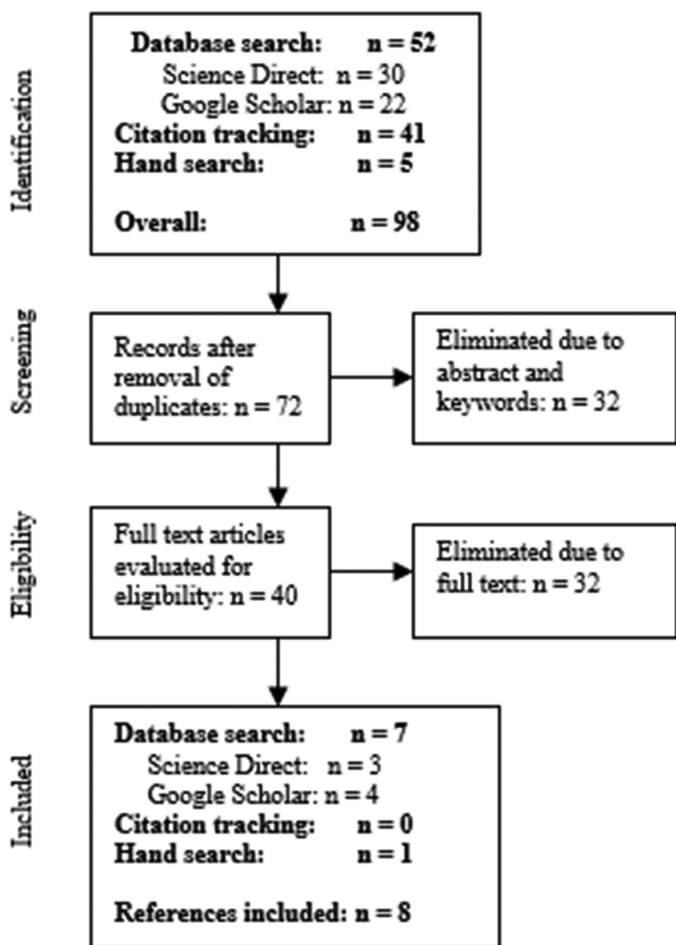 Identification
Database search: n = 52
Science Direct: n = 30
Google Scholar: n = 22
Citation tracking: n = 41
Hand search: n = 5
Overall: n = 98
Screening
Records after
removal of
duplicates: n = 72
Eliminated due to
abstract and
keywords: n = 32
Eligibility
Full text articles
evaluated for
eligibility: n = 40
Eliminated due to
full text: n = 32
Included
Database search: n = 7
Science Direct: n = 3
Google Scholar: n = 4
Citation tracking: n = 0
Hand search: n = 1
References included: n = 8